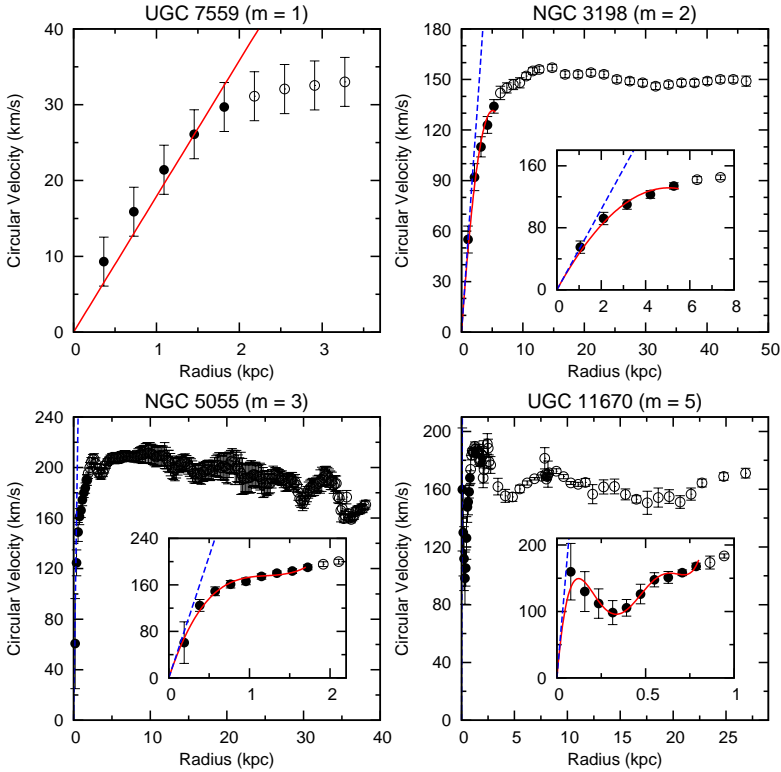 UGC 7559 (m = 1)
Circular Velocity (km/s)
40
30
20
10
0
0 1 2 3
Radius (kpc)
NGC 3198 (m = 2)
Circular Velocity (km/s)
180
150
120
90
60
30
0
160
80
0
0 2 4 6 8
0 10 20 30 40 50
Radius (kpc)
NGC 5055 (m = 3)
Circular Velocity (km/s)
240
200
160
120
80
40
0
240
160
80
0
0 1 2
0 10 20 30 40
Radius (kpc)
UGC 11670 (m = 5)
Circular Velocity (km/s)
200
160
120
80
40
0
200
150
100
50
0
0 0.5 1
0 5 10 15 20 25
Radius (kpc)